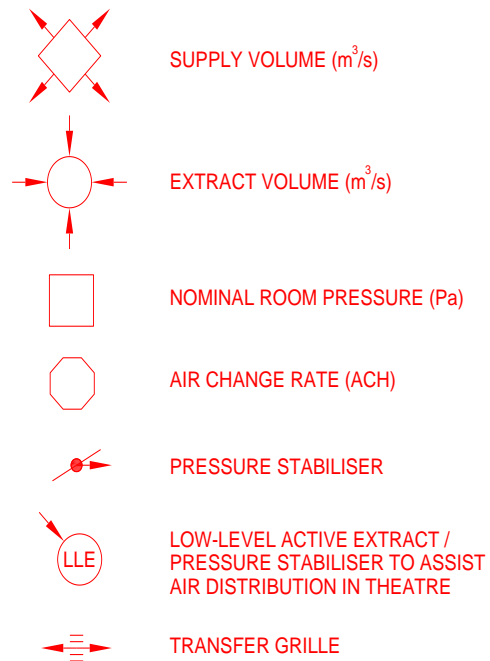 SUPPLY VOLUME (m³/s)
EXTRACT VOLUME (m³/s)
NOMINAL ROOM PRESSURE (Pa)
AIR CHANGE RATE (ACH)
PRESSURE STABILISER
LLE
LOW-LEVEL ACTIVE EXTRACT /
PRESSURE STABILISER TO ASSIST
AIR DISTRIBUTION IN THEATRE
TRANSFER GRILLE